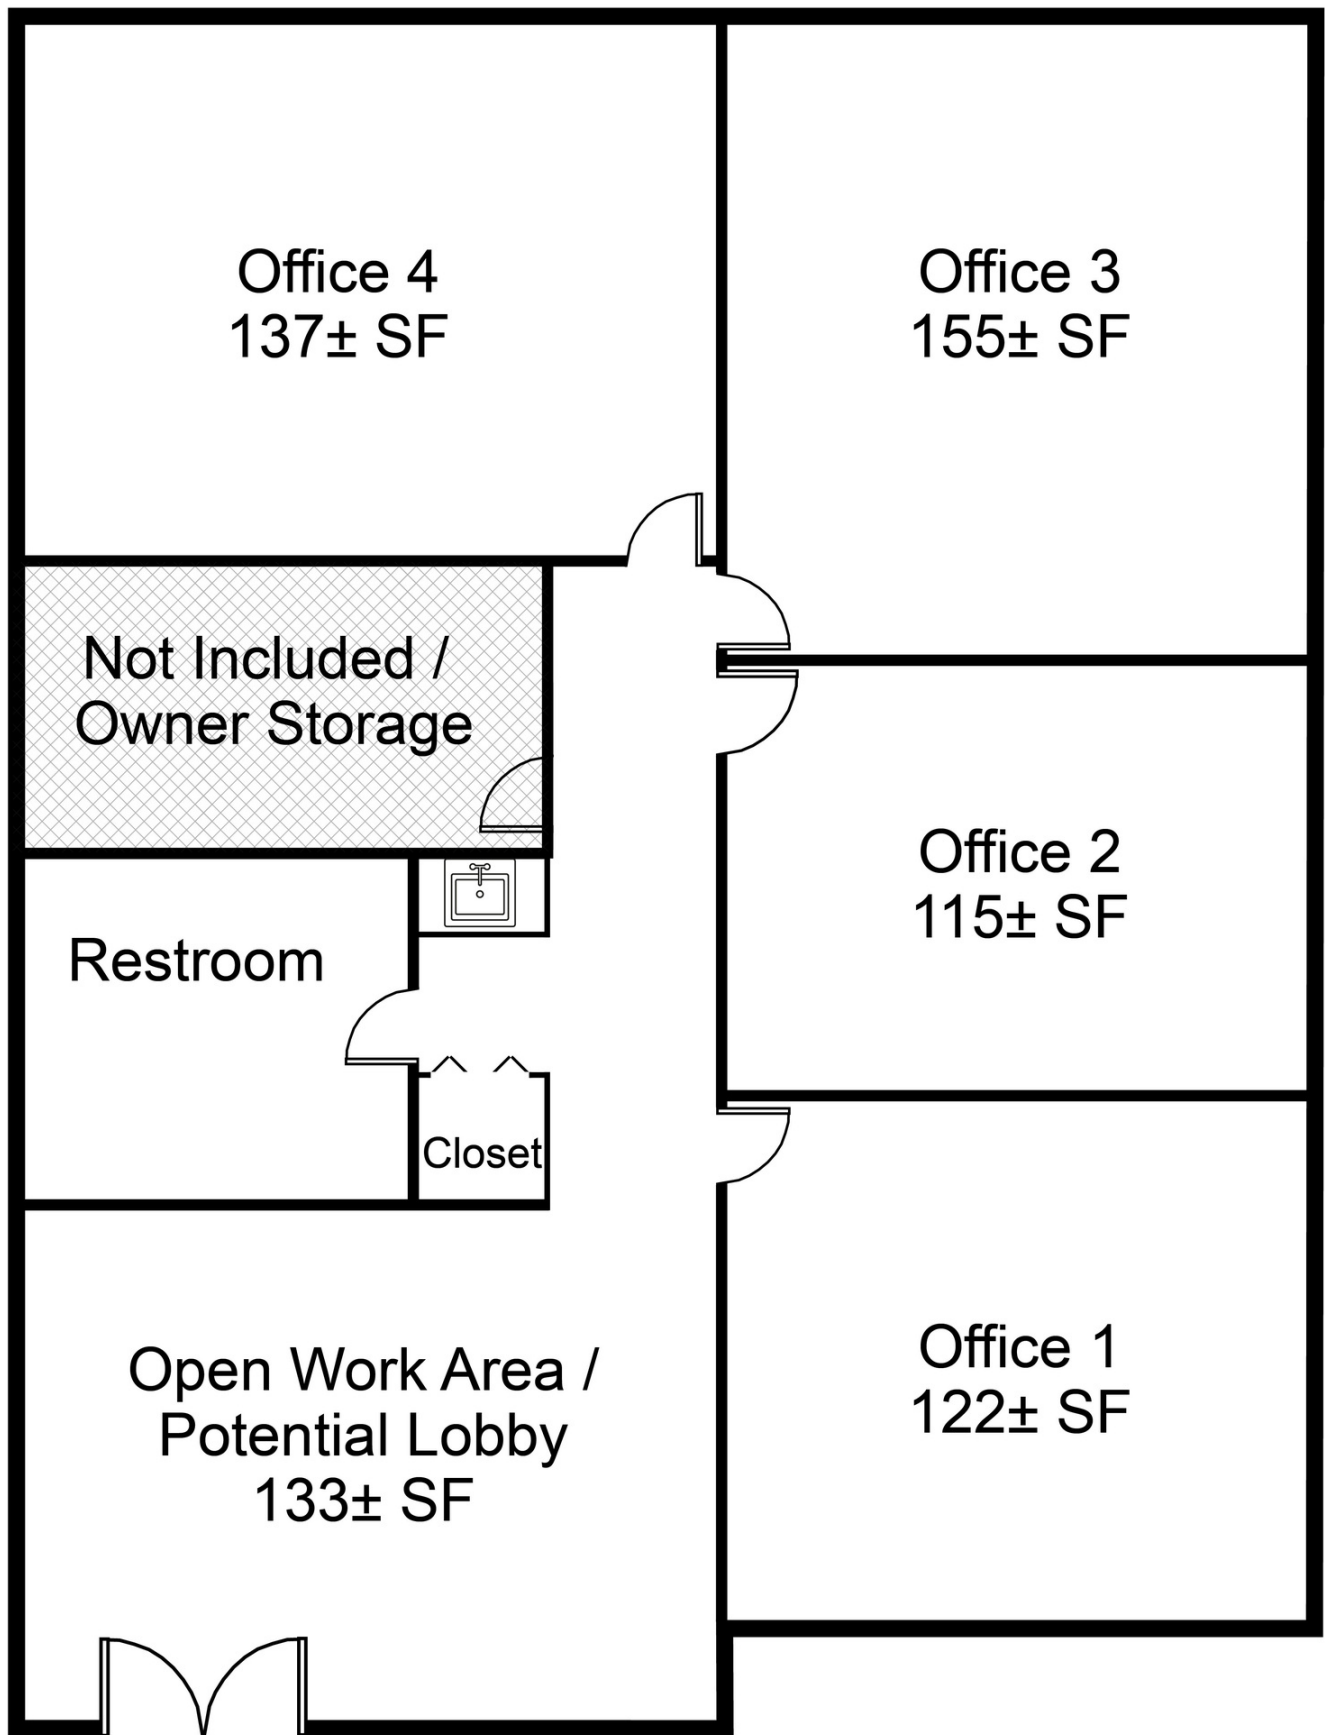 Office 4
137± SF
Office 3
155± SF
Not Included /
Owner Storage
Office 2
115± SF
Restroom
Closet
Open Work Area /
Potential Lobby
133± SF
Office 1
122± SF